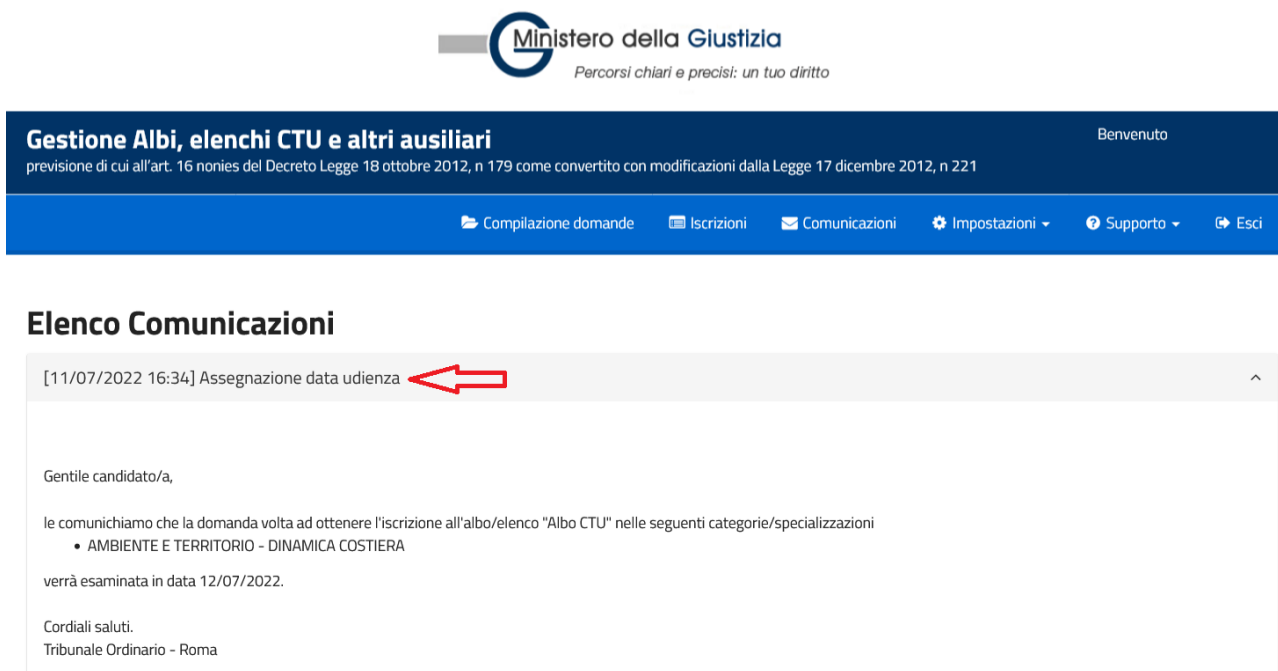 Ministero della Giustizia
Percorsi chiari e precisi: un tuo diritto
Gestione Albi, elenchi CTU e altri ausiliari
Benvenuto
previsione di cui all'art. 16 nonies del Decreto Legge 18 ottobre 2012, n 179 come convertito con modificazioni dalla Legge 17 dicembre 2012, n 221
Compilazione domande Iscrizioni Comunicazioni Impostazioni Supporto Esci
Elenco Comunicazioni
[11/07/2022 16:34] Assegnazione data udienza
Gentile candidato/a,
le comunichiamo che la domanda volta ad ottenere l'iscrizione all'albo/elenco "Albo CTU" nelle seguenti categorie/specializzazioni
• AMBIENTE E TERRITORIO - DINAMICA COSTIERA
verrà esaminata in data 12/07/2022.
Cordiali saluti.
Tribunale Ordinario - Roma